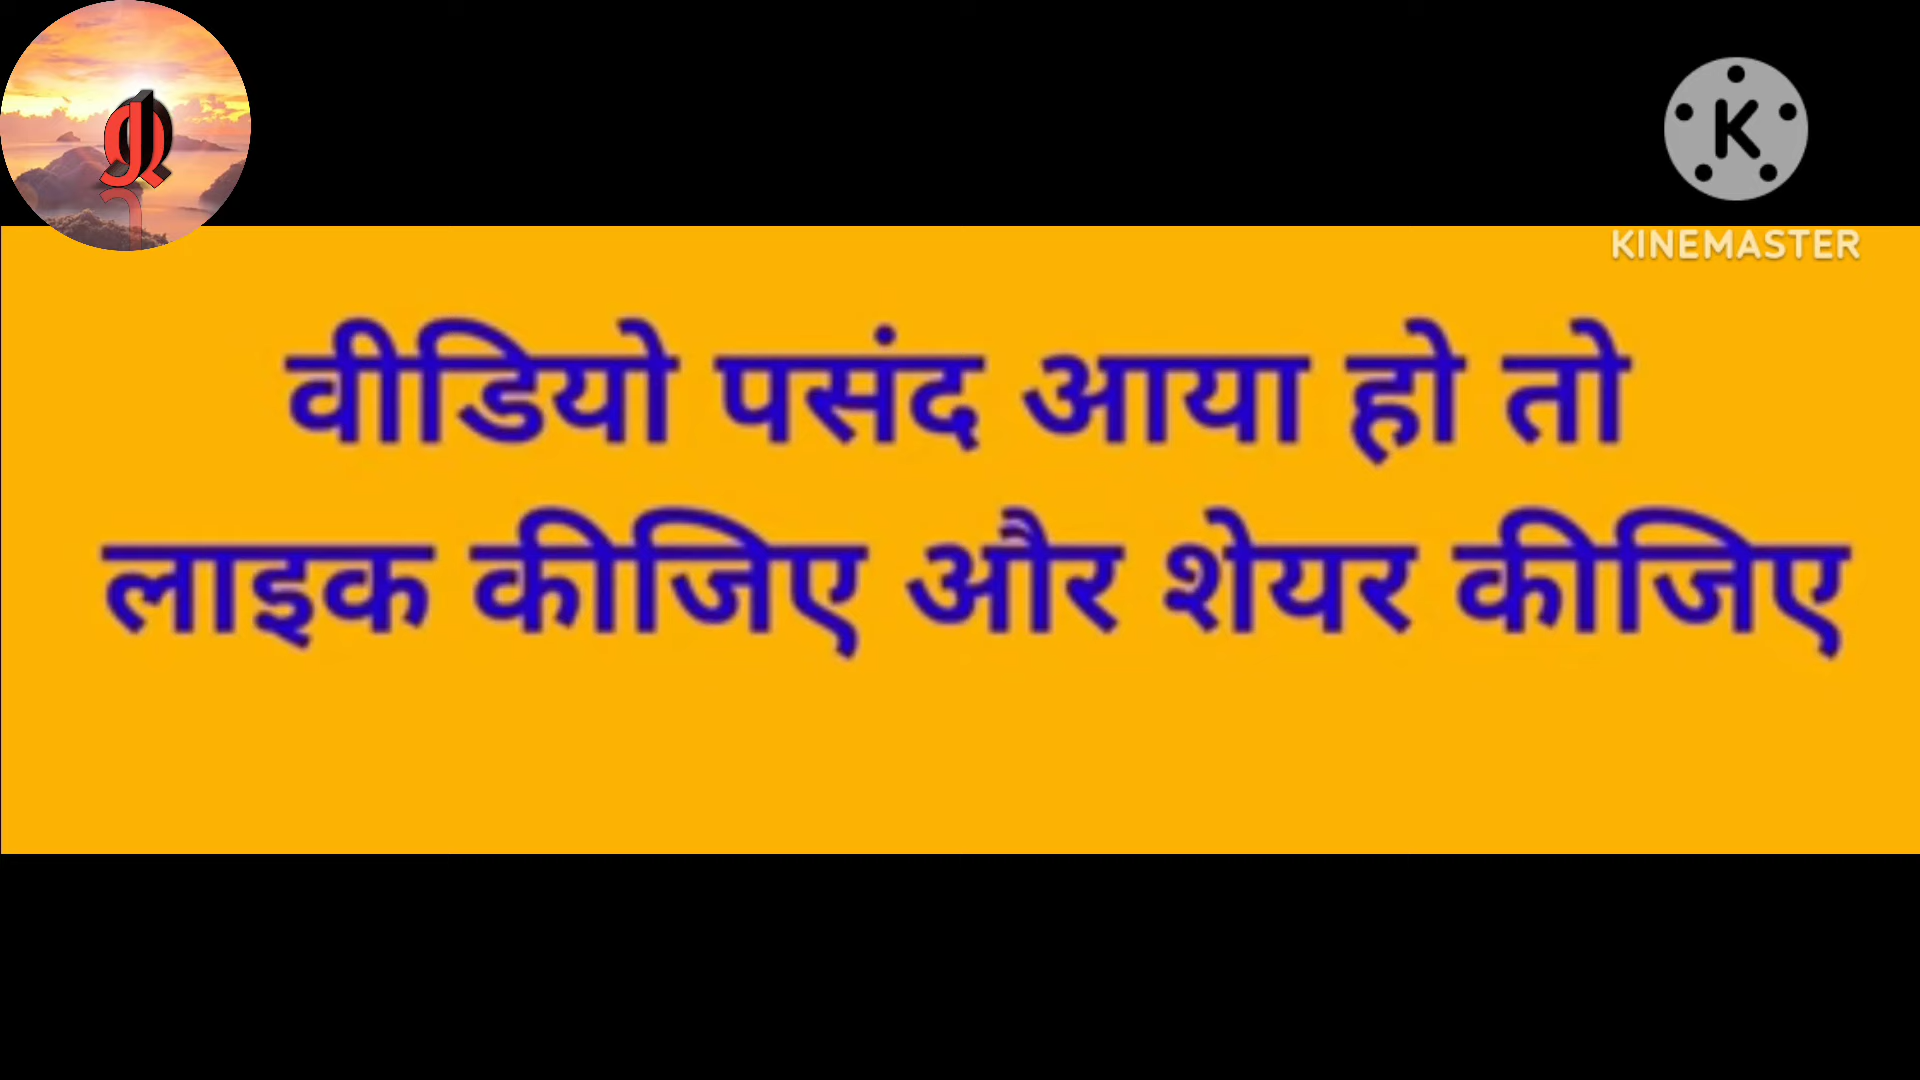 KINEMASTER
वीडियो पसंद आया हो तो
लाइक कीजिए और शेयर कीजिए